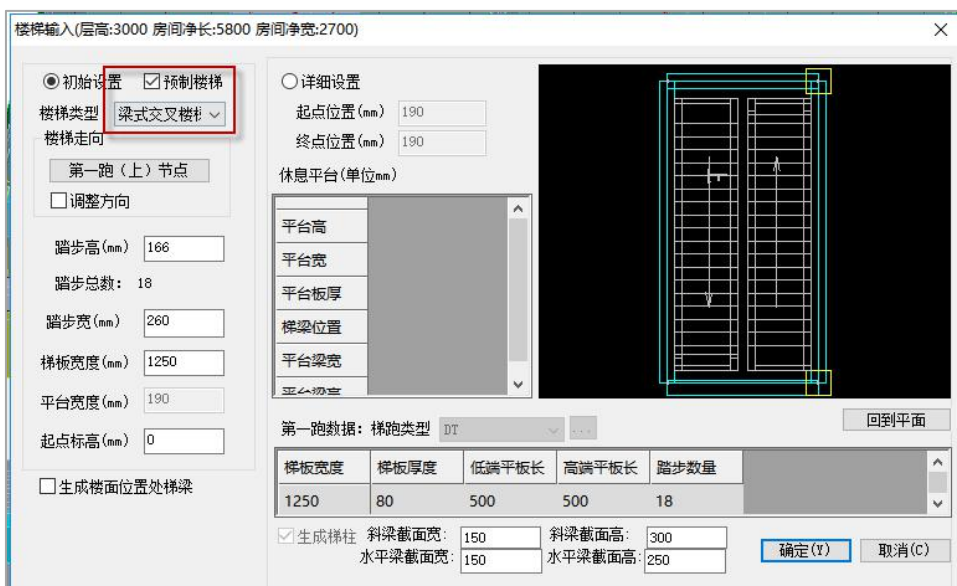 楼梯输入(层高:3000 房间净长:5800 房间净宽:2700)
初始设置 预制楼梯
楼梯类型 梁式交叉楼
楼梯走向
第一跑（上）节点
调整方向
踏步高(mm) 166
踏步总数: 18
踏步宽(mm) 260
梯板宽度(mm) 1250
平台宽度(mm) 190
起点标高(mm) 0
生成楼面位置处梯梁
详细设置
起点位置(mm) 190
终点位置(mm) 190
休息平台(单位mm)
平台高
平台宽
平台板厚
梯梁位置
平台梁宽
平台梁高
回到平面
第一跑数据: 梯跑类型 DT ...
梯板宽度 梯板厚度 低端平板长 高端平板长 踏步数量
1250 80 500 500 18
生成梯柱 斜梁截面宽: 150 斜梁截面高: 300
水平梁截面宽: 150 水平梁截面高: 250
确定(Y) 取消(C)